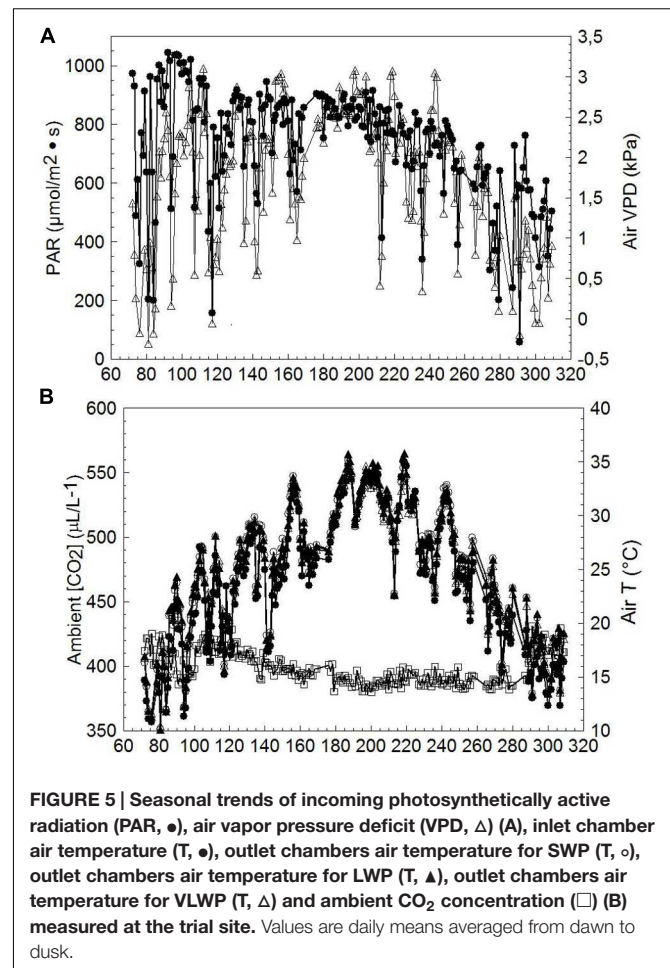 A
1000
800
600
400
200
0
PAR (µmol/m2 • s)
3,5
3
2,5
2
1,5
1
0,5
0
-0,5
Air VPD (kPa)
60 80 100 120 140 160 180 200 220 240 260 280 300 320
B
600
550
500
450
400
350
Ambient [CO2] (µL/L-1)
40
35
30
25
20
15
10
Air T (°C)
60 80 100 120 140 160 180 200 220 240 260 280 300 320
FIGURE 5 | Seasonal trends of incoming photosynthetically active
radiation (PAR, ●), air vapor pressure deficit (VPD, △) (A), inlet chamber
air temperature (T, ●), outlet chambers air temperature for SWP (T, ○),
outlet chambers air temperature for LWP (T, ▲), outlet chambers air
temperature for VLWP (T, △) and ambient CO₂ concentration (□) (B)
measured at the trial site. Values are daily means averaged from dawn to
dusk.